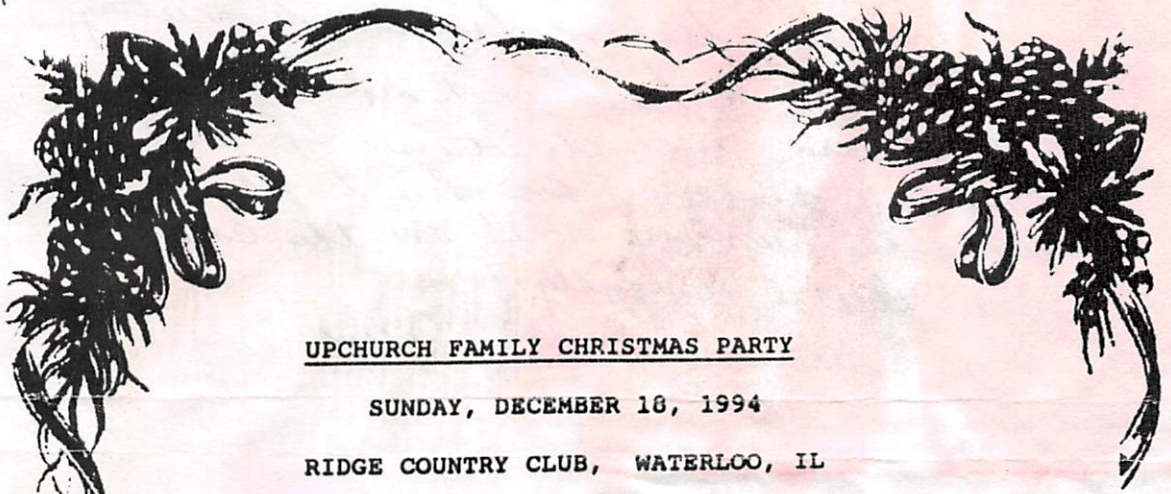 UPCHURCH FAMILY CHRISTMAS PARTY
SUNDAY, DECEMBER 18, 1994
RIDGE COUNTRY CLUB, WATERLOO, IL